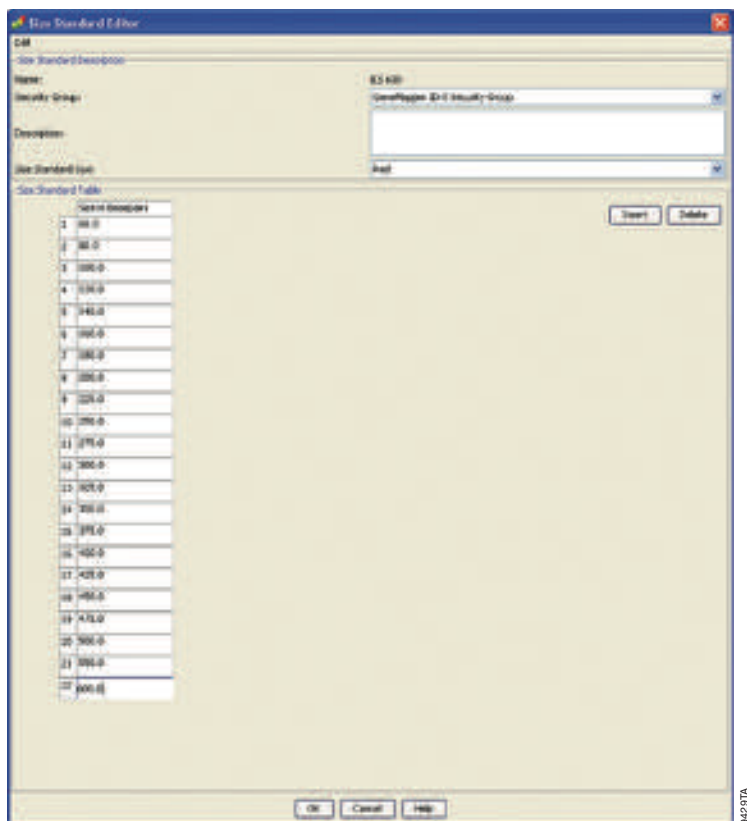 Size Standard Editor
Edit
Size Standard Description
Name: ILS 600
Security Group: GeneMapper ID-X Security Group
Description:
Size Standard Dye: Red
Size Standard Table
Insert Delete
Size in Basepairs
1 60.0
2 80.0
3 100.0
4 120.0
5 140.0
6 160.0
7 180.0
8 200.0
9 225.0
10 250.0
11 275.0
12 300.0
13 325.0
14 350.0
15 375.0
16 400.0
17 425.0
18 450.0
19 475.0
20 500.0
21 550.0
22 600.0
OK Cancel Help